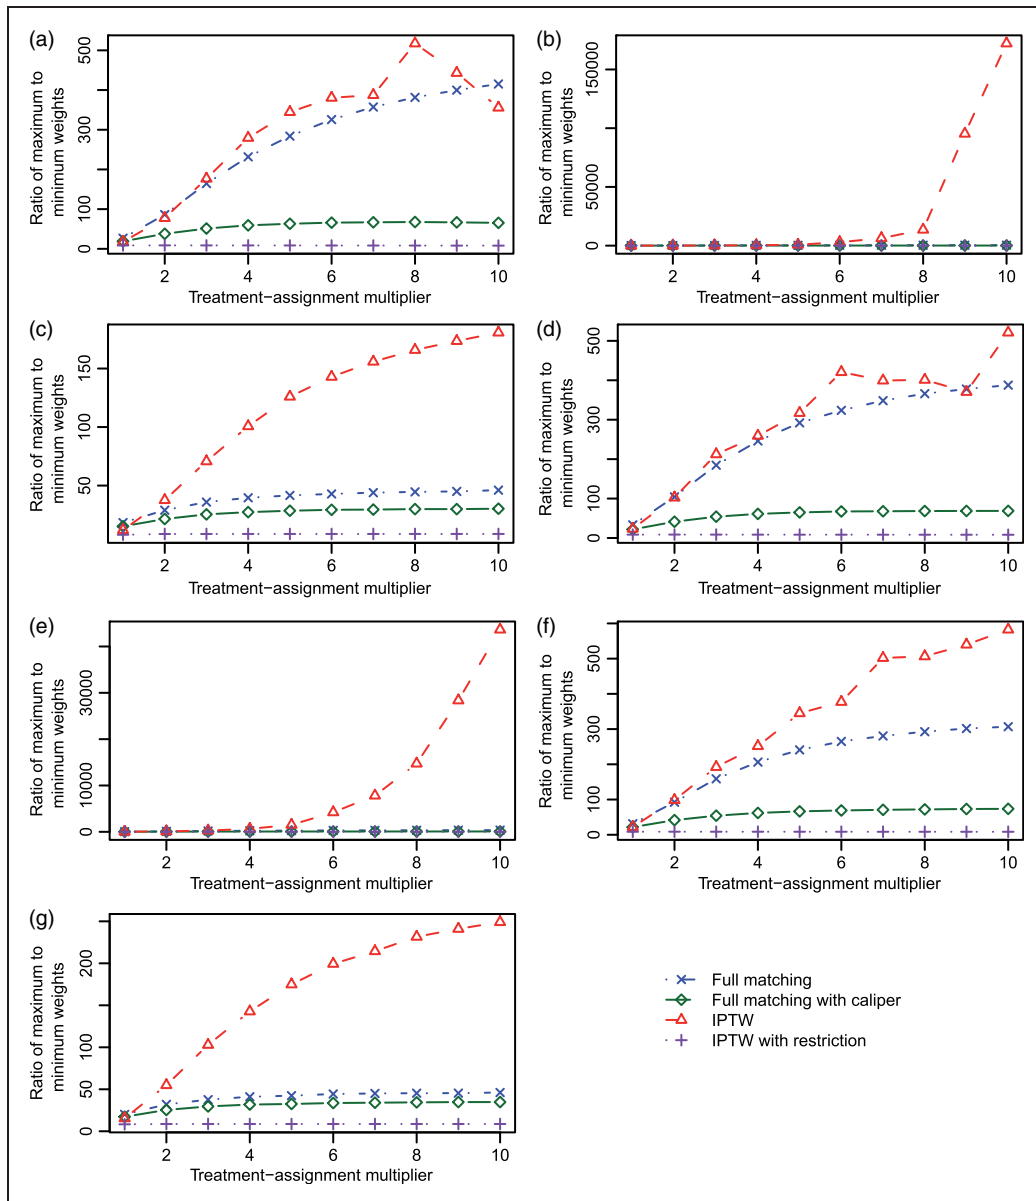 (a)
Ratio of maximum to
minimum weights
0
100
300
500
2 4 6 8 10
Treatment−assignment multiplier
(b)
Ratio of maximum to
minimum weights
0
50000
150000
2 4 6 8 10
Treatment−assignment multiplier
(c)
Ratio of maximum to
minimum weights
50
100
150
2 4 6 8 10
Treatment−assignment multiplier
(d)
Ratio of maximum to
minimum weights
0
100
300
500
2 4 6 8 10
Treatment−assignment multiplier
(e)
Ratio of maximum to
minimum weights
0
10000
30000
2 4 6 8 10
Treatment−assignment multiplier
(f)
Ratio of maximum to
minimum weights
0
100
300
500
2 4 6 8 10
Treatment−assignment multiplier
(g)
Ratio of maximum to
minimum weights
0
50
100
200
2 4 6 8 10
Treatment−assignment multiplier
Full matching
Full matching with caliper
IPTW
IPTW with restriction